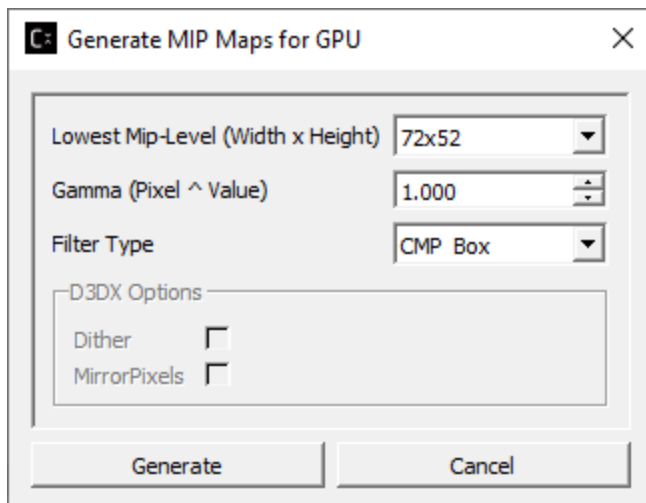 Generate MIP Maps for GPU
Lowest Mip-Level (Width x Height) 72x52
Gamma (Pixel ^ Value) 1.000
Filter Type CMP Box
D3DX Options
Dither
MirrorPixels
Generate Cancel